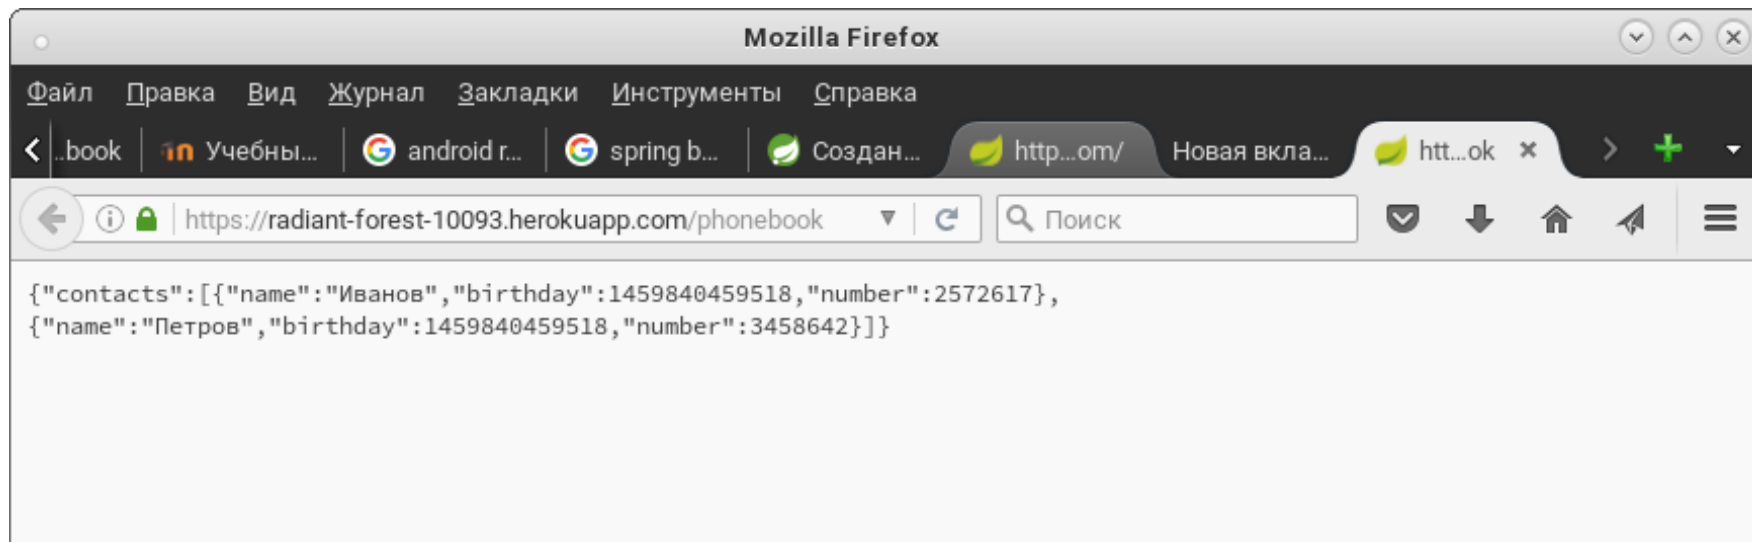 Mozilla Firefox
Файл Правка Вид Журнал Закладки Инструменты Справка
..book Учебны... android r... spring b... Создан... http...om/ Новая вкла... htt...ok
https://radiant-forest-10093.herokuapp.com/phonebook Поиск
{"contacts":[{"name":"Иванов","birthday":1459840459518,"number":2572617},
{"name":"Петров","birthday":1459840459518,"number":3458642}]}